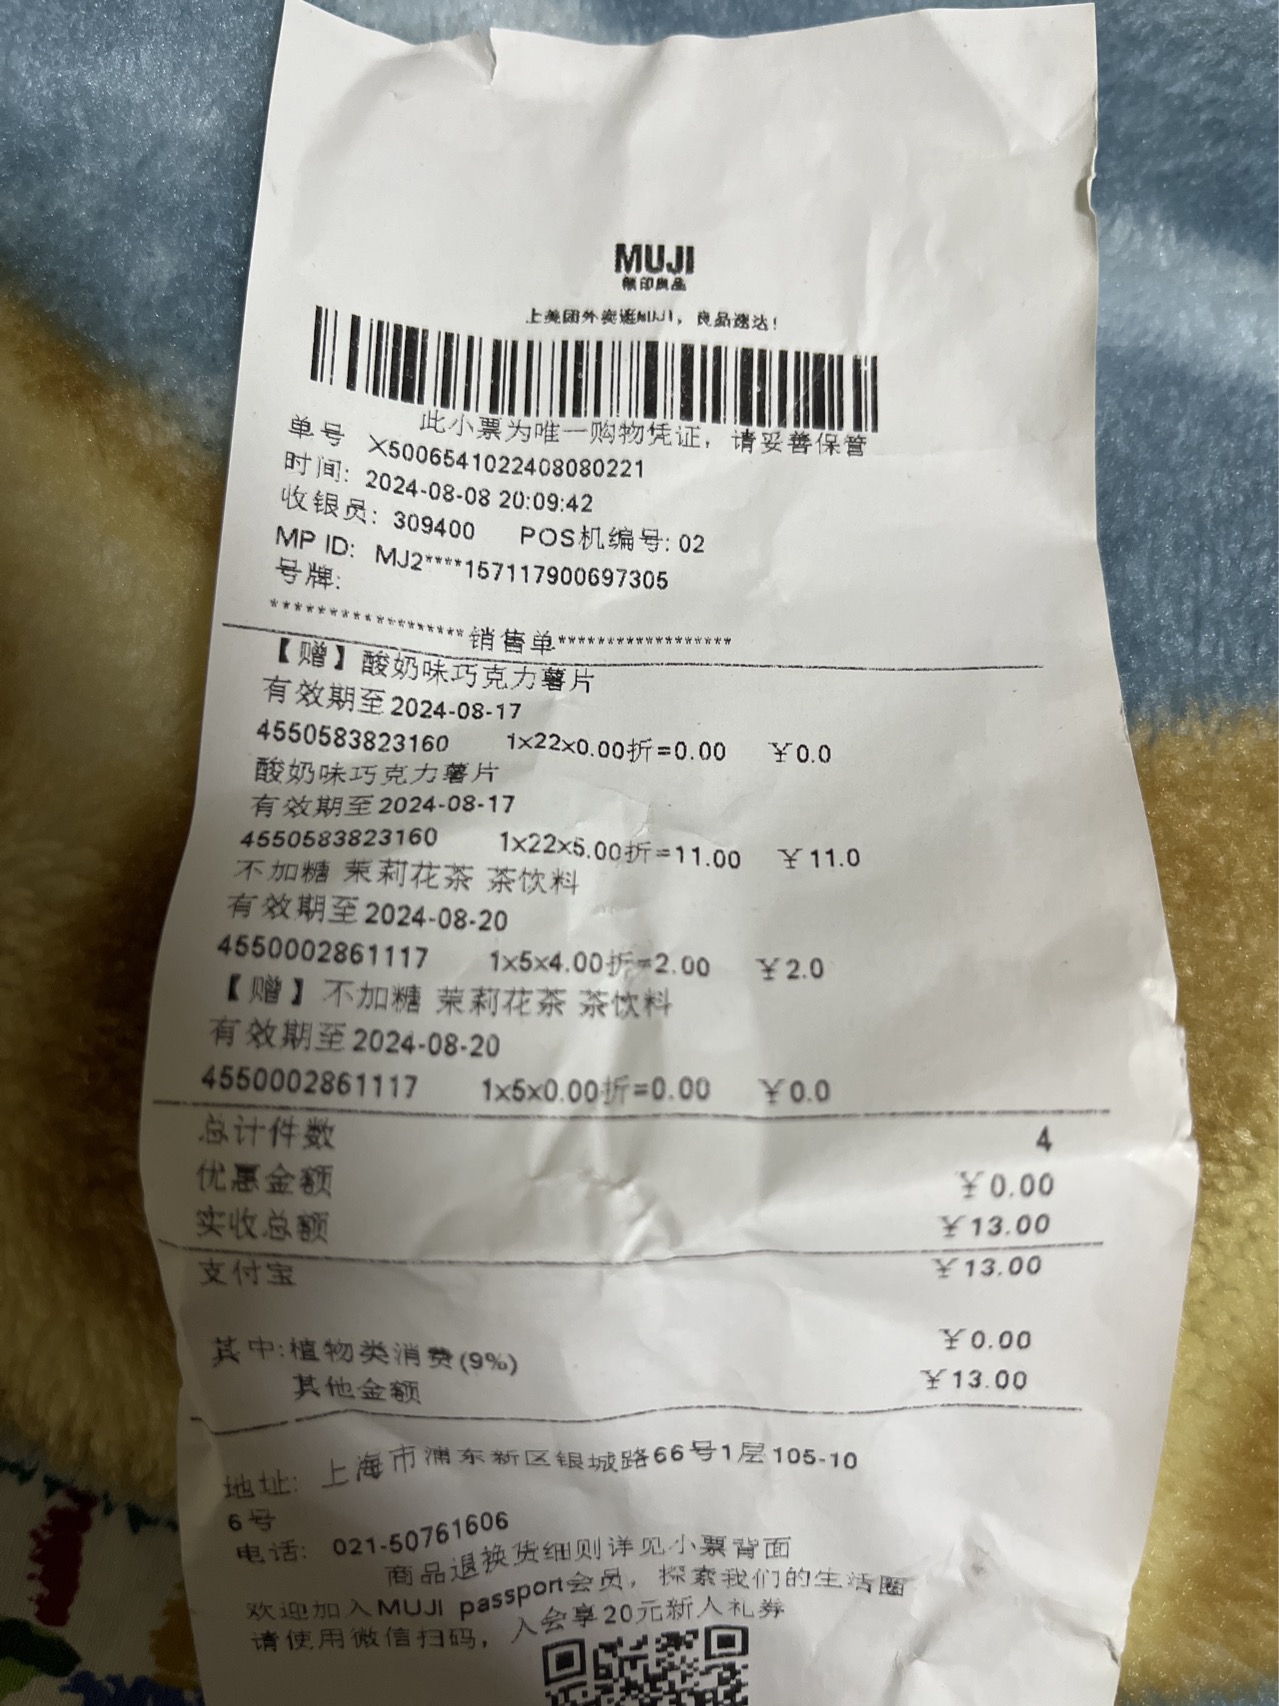 MUJI
無印良品
上美团外卖逛MUJI，良品速达！
此小票为唯一购物凭证，请妥善保管
单号 X5006541022408080221
时间: 2024-08-08 20:09:42
收银员: 309400 POS机编号: 02
MP ID: MJ2****157117900697305
号牌:
******************销售单******************
【赠】酸奶味巧克力薯片
有效期至2024-08-17
4550583823160 1x22x0.00折=0.00 ￥0.0
酸奶味巧克力薯片
有效期至2024-08-17
4550583823160 1x22x5.00折=11.00 ￥11.0
不加糖 茉莉花茶 茶饮料
有效期至2024-08-20
4550002861117 1x5x4.00折=2.00 ￥2.0
【赠】不加糖 茉莉花茶 茶饮料
有效期至2024-08-20
4550002861117 1x5x0.00折=0.00 ￥0.0
总计件数 4
优惠金额 ￥0.00
实收总额 ￥13.00
支付宝 ￥13.00
其中:植物类消费(9%) ￥0.00
其他金额 ￥13.00
地址: 上海市浦东新区银城路66号1层105-10
6号
电话: 021-50761606
商品退换货细则详见小票背面
欢迎加入MUJI passport会员，探索我们的生活圈
请使用微信扫码，入会享20元新人礼券